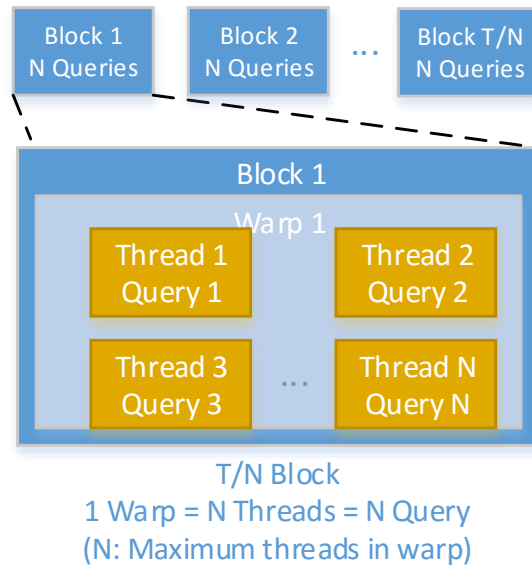 Block 1
N Queries
Block 2
N Queries
...
Block T/N
N Queries
Block 1
Warp 1
Thread 1
Query 1
Thread 2
Query 2
Thread 3
Query 3
...
Thread N
Query N
T/N Block
1 Warp = N Threads = N Query
(N: Maximum threads in warp)